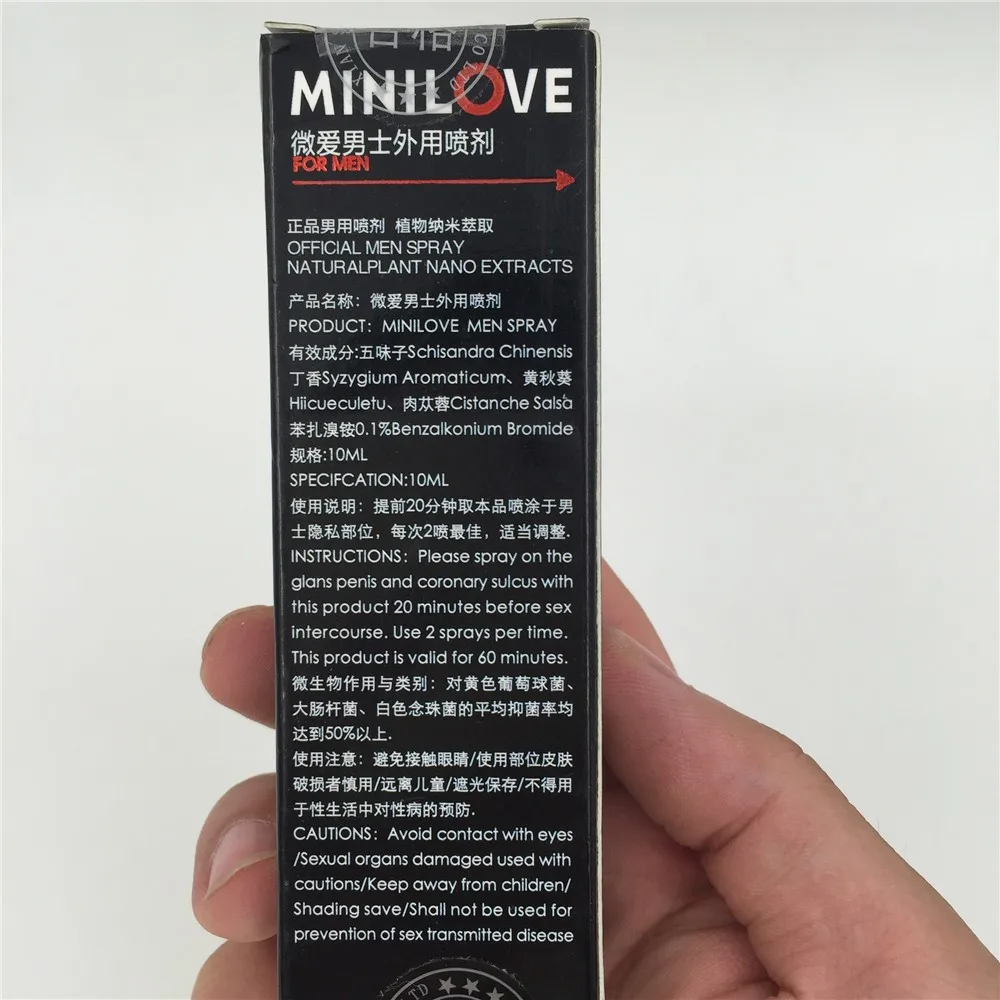 合格
CO LTD
XIAN
MINILOVE
微爱男士外用喷剂
FOR MEN
正品男用喷剂 植物纳米萃取
OFFICIAL MEN SPRAY
NATURALPLANT NANO EXTRACTS
产品名称：微爱男士外用喷剂
PRODUCT：MINILOVE MEN SPRAY
有效成分:五味子Schisandra Chinensis
丁香Syzygium Aromaticum、黄秋葵
Hiicueculetu、肉苁蓉Cistanche Salsa
苯扎溴铵0.1%Benzalkonium Bromide
规格:10ML
SPECIFCATION:10ML
使用说明：提前20分钟取本品喷涂于男
士隐私部位，每次2喷最佳，适当调整.
INSTRUCTIONS：Please spray on the
glans penis and coronary sulcus with
this product 20 minutes before sex
intercourse. Use 2 sprays per time.
This product is valid for 60 minutes.
微生物作用与类别：对黄色葡萄球菌、
大肠杆菌、白色念珠菌的平均抑菌率均
达到50%以上.
使用注意：避免接触眼睛/使用部位皮肤
破损者慎用/远离儿童/遮光保存/不得用
于性生活中对性病的预防.
CAUTIONS：Avoid contact with eyes
/Sexual organs damaged used with
cautions/Keep away from children/
Shading save/Shall not be used for
prevention of sex transmitted disease
TD